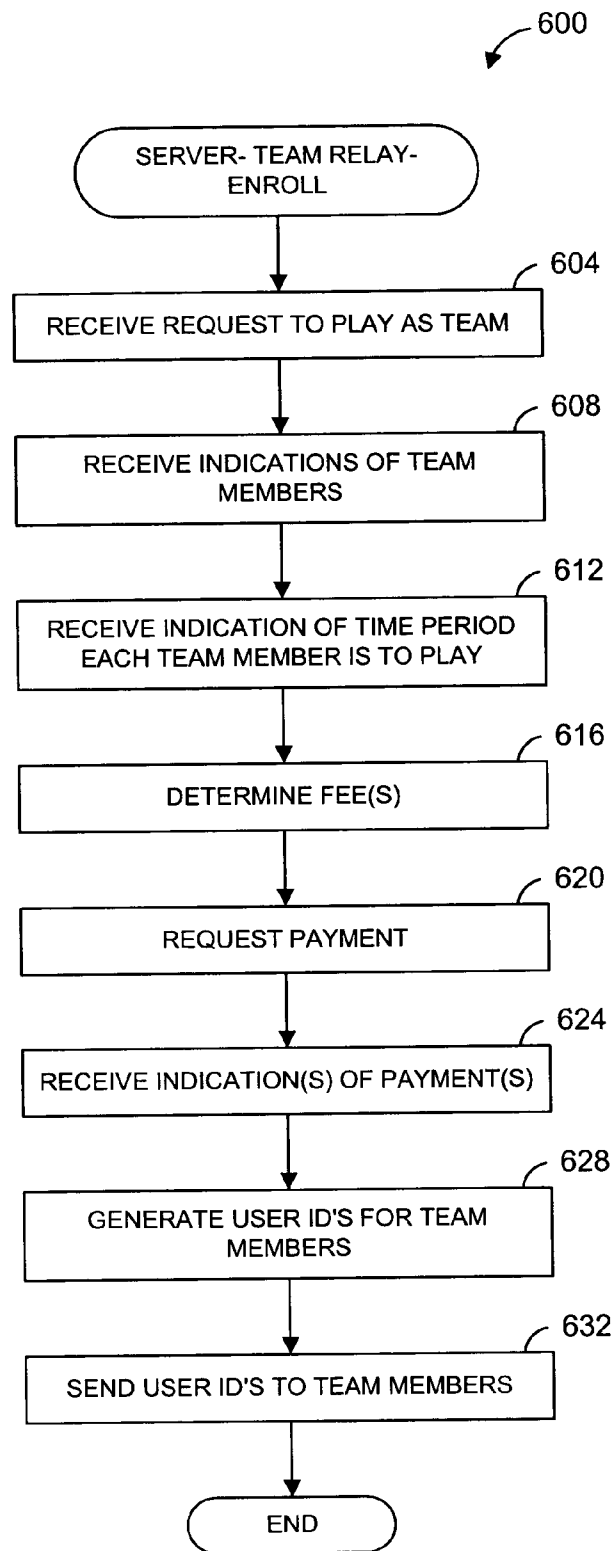 600
SERVER- TEAM RELAY-
ENROLL
604
RECEIVE REQUEST TO PLAY AS TEAM
608
RECEIVE INDICATIONS OF TEAM
MEMBERS
612
RECEIVE INDICATION OF TIME PERIOD
EACH TEAM MEMBER IS TO PLAY
616
DETERMINE FEE(S)
620
REQUEST PAYMENT
624
RECEIVE INDICATION(S) OF PAYMENT(S)
628
GENERATE USER ID'S FOR TEAM
MEMBERS
632
SEND USER ID'S TO TEAM MEMBERS
END